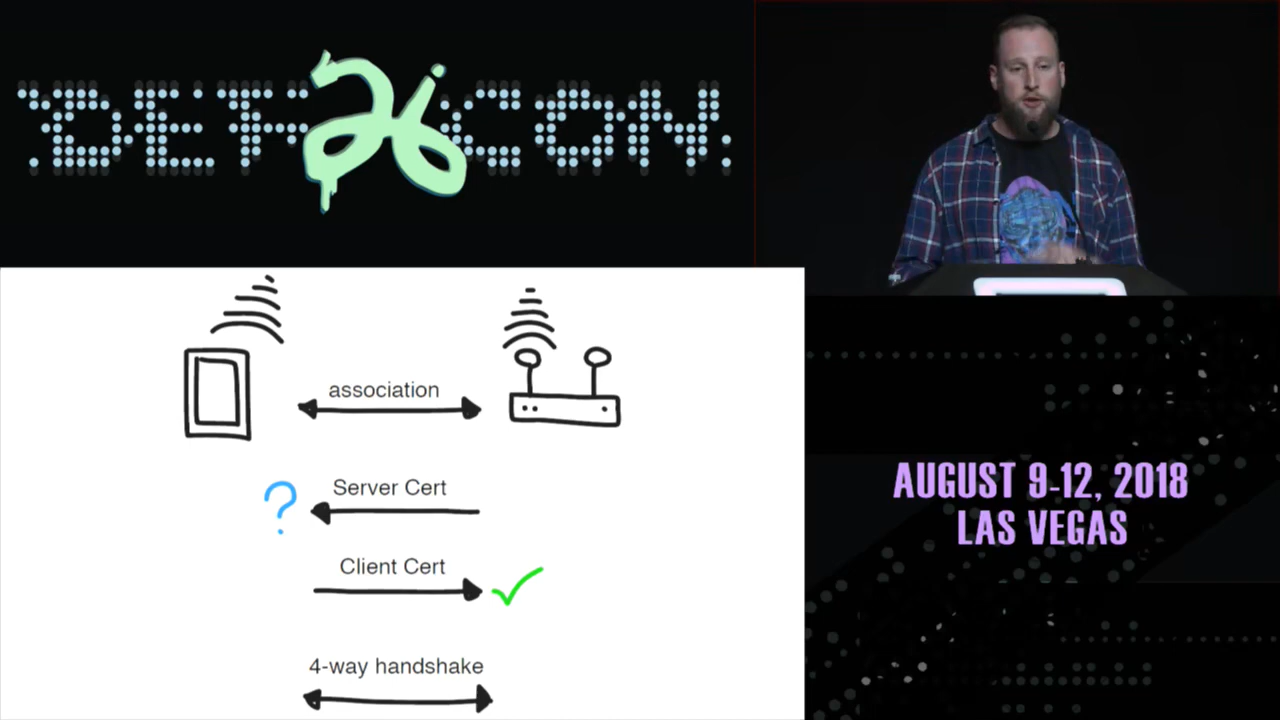 DEF 26 CON
association
Server Cert
?
Client Cert
4-way handshake
AUGUST 9-12, 2018
LAS VEGAS